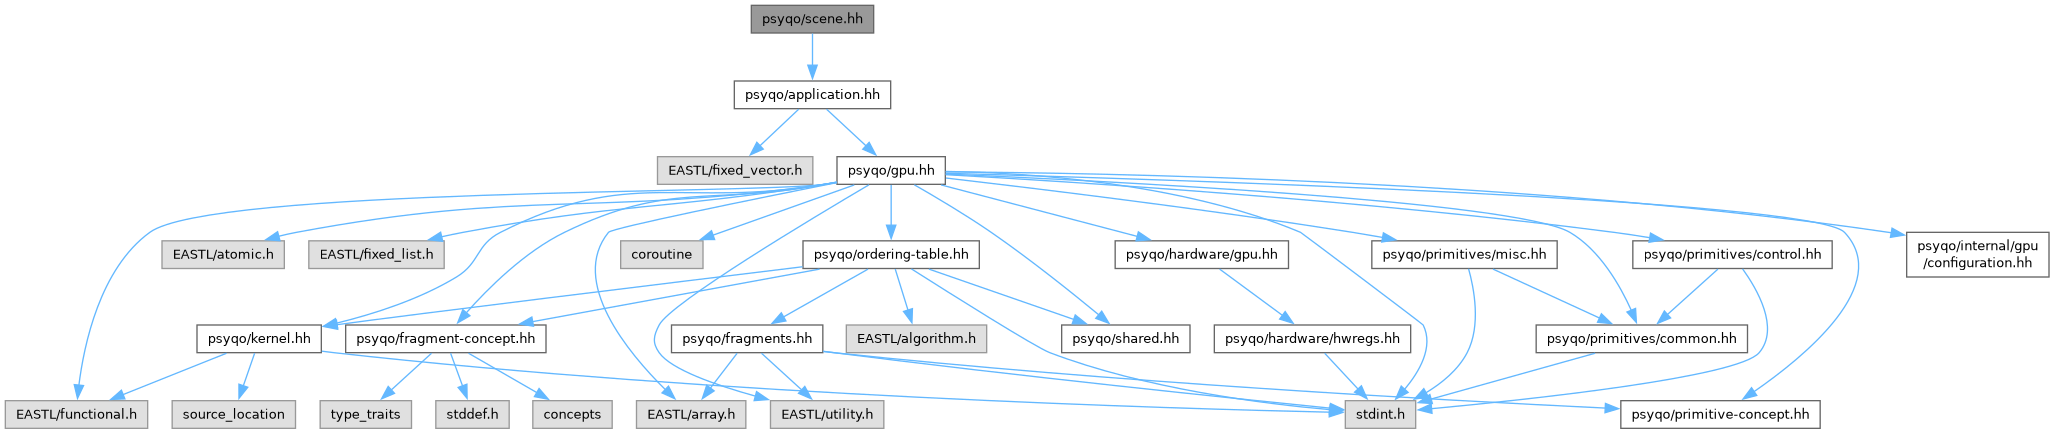 psyqo/scene.hh
psyqo/application.hh
EASTL/fixed_vector.h
psyqo/gpu.hh
EASTL/atomic.h
EASTL/fixed_list.h
coroutine
psyqo/ordering-table.hh
psyqo/hardware/gpu.hh
psyqo/primitives/misc.hh
psyqo/primitives/control.hh
psyqo/internal/gpu
/configuration.hh
psyqo/kernel.hh
psyqo/fragment-concept.hh
psyqo/fragments.hh
EASTL/algorithm.h
psyqo/shared.hh
psyqo/hardware/hwregs.hh
psyqo/primitives/common.hh
EASTL/functional.h
source_location
type_traits
stddef.h
concepts
EASTL/array.h
EASTL/utility.h
stdint.h
psyqo/primitive-concept.hh